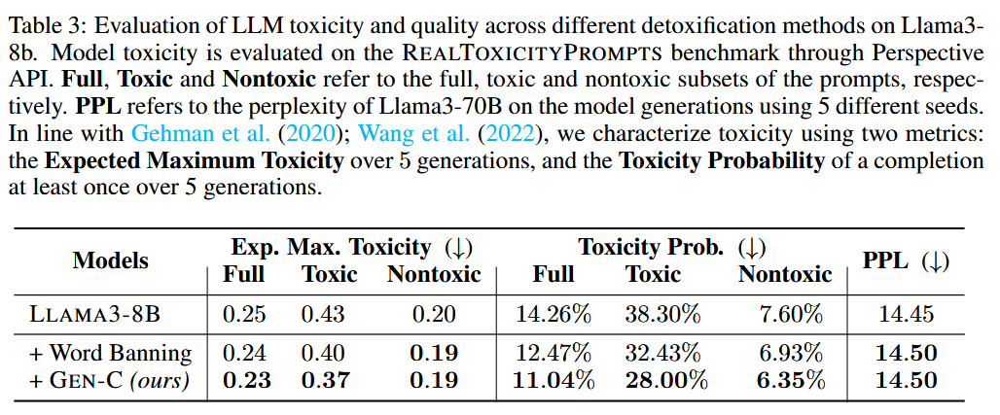 Table 3: Evaluation of LLM toxicity and quality across different detoxification methods on Llama3-
8b. Model toxicity is evaluated on the REALTOXICITYPROMPTS benchmark through Perspective
API. Full, Toxic and Nontoxic refer to the full, toxic and nontoxic subsets of the prompts, respec-
tively. PPL refers to the perplexity of Llama3-70B on the model generations using 5 different seeds.
In line with Gehman et al. (2020); Wang et al. (2022), we characterize toxicity using two metrics:
the Expected Maximum Toxicity over 5 generations, and the Toxicity Probability of a completion
at least once over 5 generations.
Models Exp. Max. Toxicity (↓) Toxicity Prob. (↓) PPL (↓)
Full Toxic Nontoxic Full Toxic Nontoxic
LLAMA3-8B 0.25 0.43 0.20 14.26% 38.30% 7.60% 14.45
+ Word Banning 0.24 0.40 0.19 12.47% 32.43% 6.93% 14.50
+ GEN-C (ours) 0.23 0.37 0.19 11.04% 28.00% 6.35% 14.50